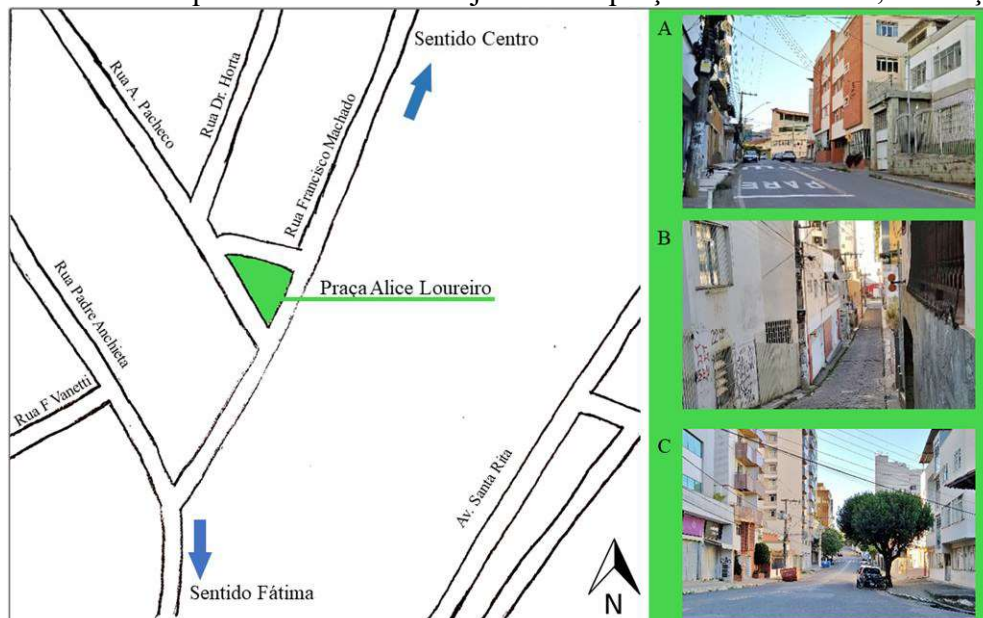 Sentido Centro
Rua A. Pacheco
Rua Dr. Horta
Rua Francisco Machado
Praça Alice Loureiro
Rua Padre Anchieta
Rua F Vanetti
Av. Santa Rita
Sentido Fátima
N
A
PARE
B
C